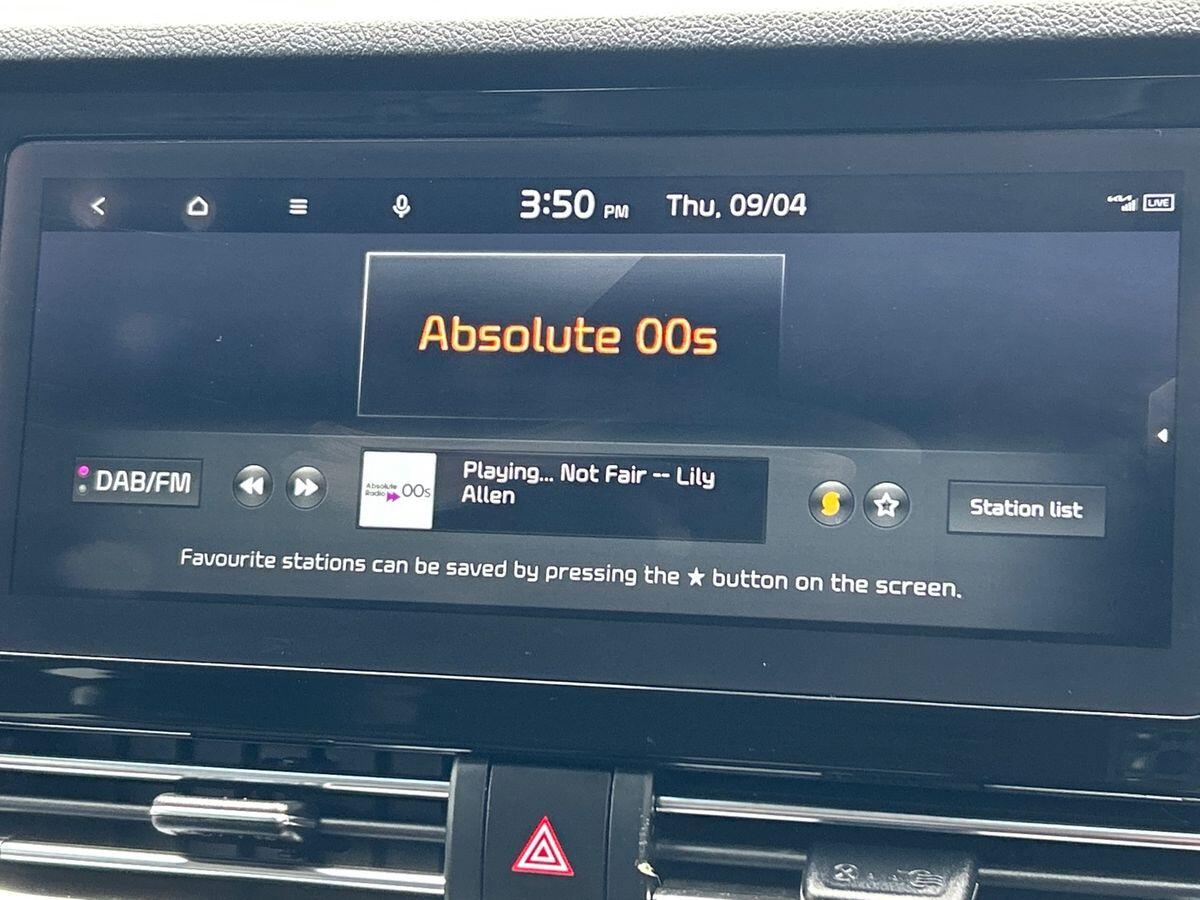 3:50 PM Thu, 09/04
LIVE
Absolute 00s
DAB/FM
Absolute
Radio 00s
Playing... Not Fair -- Lily
Allen
Station list
Favourite stations can be saved by pressing the ★ button on the screen.